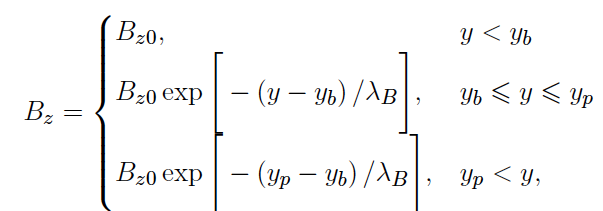 B_{z0}, y < y_b
B_z = { B_{z0} exp [ − (y − y_b) / λ_B ], y_b ⩽ y ⩽ y_p
B_{z0} exp [ − (y_p − y_b) / λ_B ], y_p < y,